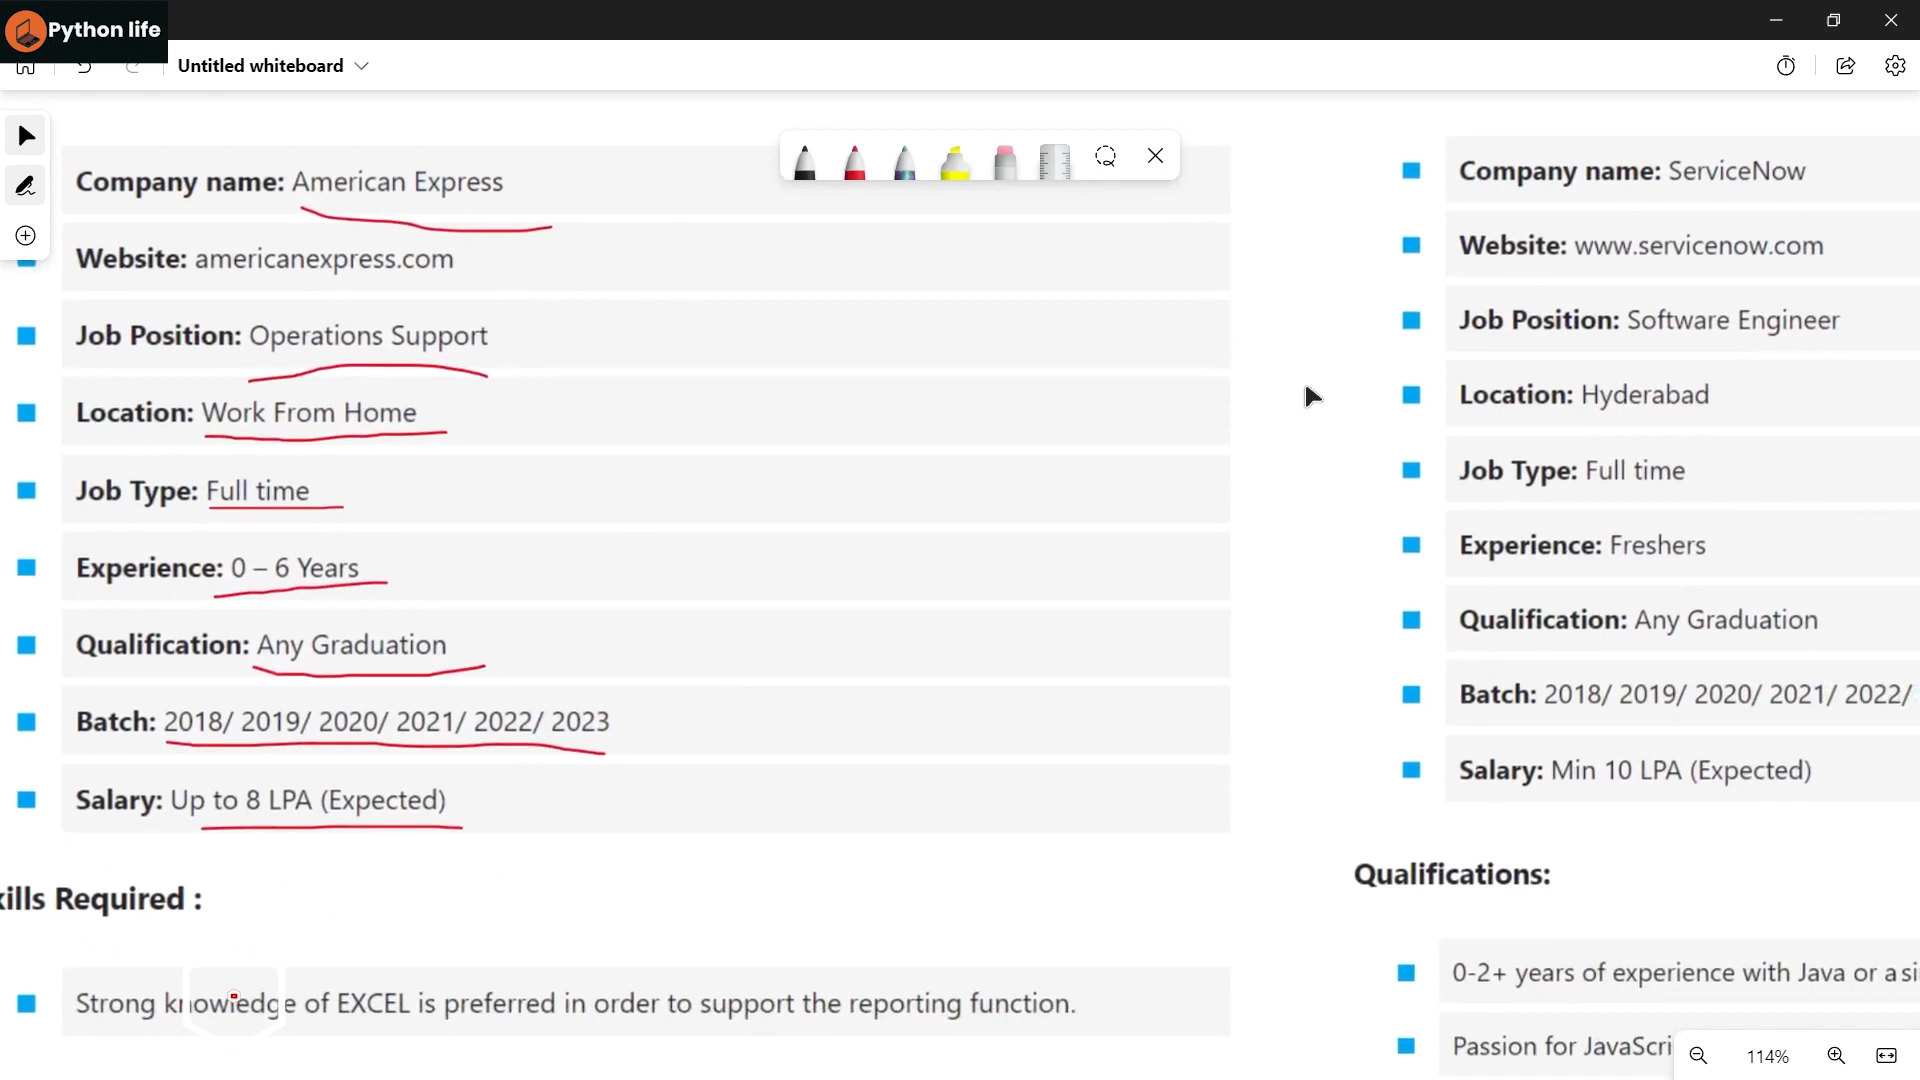 Python life
Untitled whiteboard
Company name: American Express
Website: americanexpress.com
Job Position: Operations Support
Location: Work From Home
Job Type: Full time
Experience: 0 – 6 Years
Qualification: Any Graduation
Batch: 2018/ 2019/ 2020/ 2021/ 2022/ 2023
Salary: Up to 8 LPA (Expected)
kills Required :
Strong knowledge of EXCEL is preferred in order to support the reporting function.
Company name: ServiceNow
Website: www.servicenow.com
Job Position: Software Engineer
Location: Hyderabad
Job Type: Full time
Experience: Freshers
Qualification: Any Graduation
Batch: 2018/ 2019/ 2020/ 2021/ 2022/
Salary: Min 10 LPA (Expected)
Qualifications:
0-2+ years of experience with Java or a si
Passion for JavaScri
114%